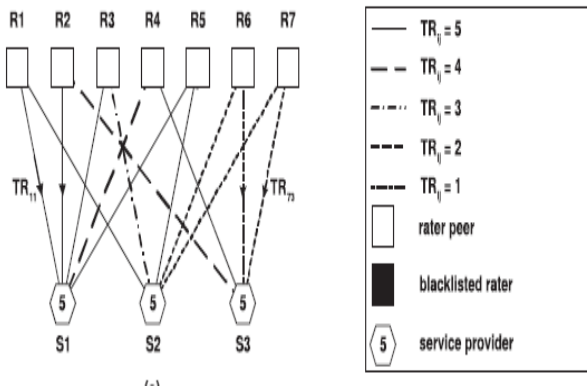 R1 R2 R3 R4 R5 R6 R7
TR11 TR73
5 5 5
S1 S2 S3
(a)
TRij = 5
TRij = 4
TRij = 3
TRij = 2
TRij = 1
rater peer
blacklisted rater
5 service provider